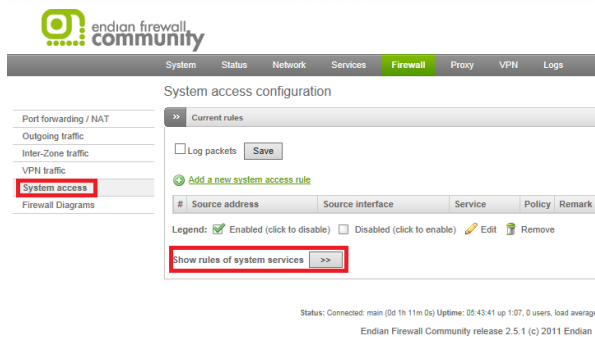 endian firewall
community
System Status Network Services Firewall Proxy VPN Logs
System access configuration
Port forwarding / NAT
Outgoing traffic
Inter-Zone traffic
VPN traffic
System access
Firewall Diagrams
>> Current rules
Log packets Save
Add a new system access rule
# Source address Source interface Service Policy Remark
Legend: Enabled (click to disable) Disabled (click to enable) Edit Remove
Show rules of system services >>
Status: Connected: main (0d 1h 11m 0s) Uptime: 05:43:41 up 1:07, 0 users, load average
Endian Firewall Community release 2.5.1 (c) 2011 Endian